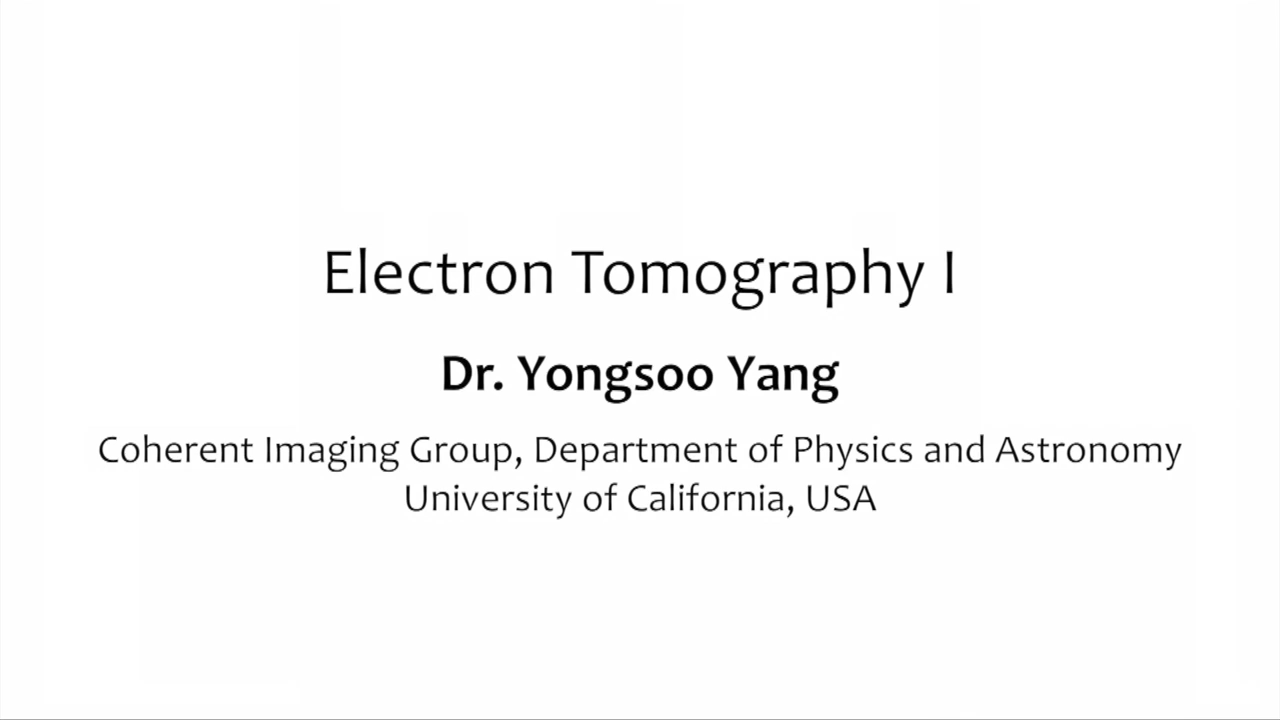 Electron Tomography I
Dr. Yongsoo Yang
Coherent Imaging Group, Department of Physics and Astronomy
University of California, USA